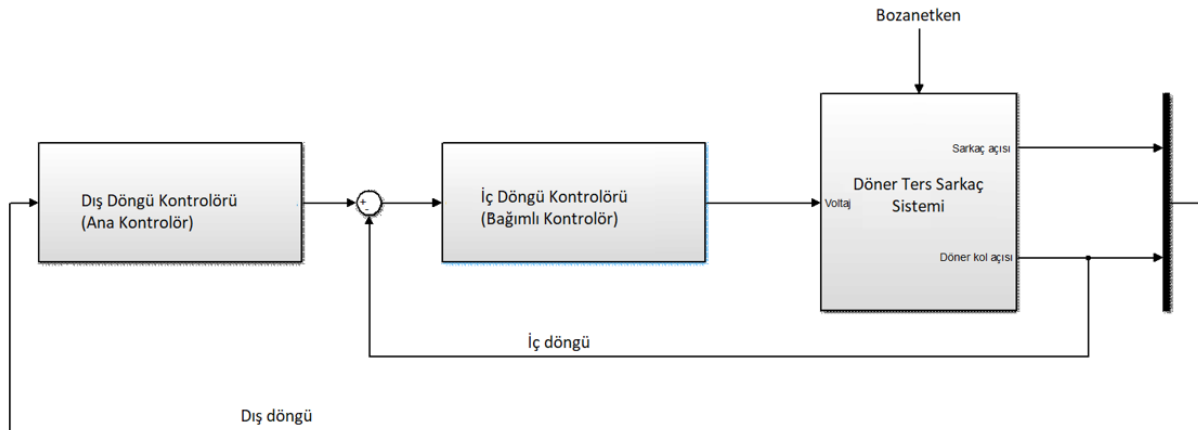 Bozanetken
Sarkaç açısı
Dış Döngü Kontrolörü
(Ana Kontrolör)
+
-
İç Döngü Kontrolörü
(Bağımlı Kontrolör)
Voltaj
Döner Ters Sarkaç
Sistemi
Döner kol açısı
İç döngü
Dış döngü